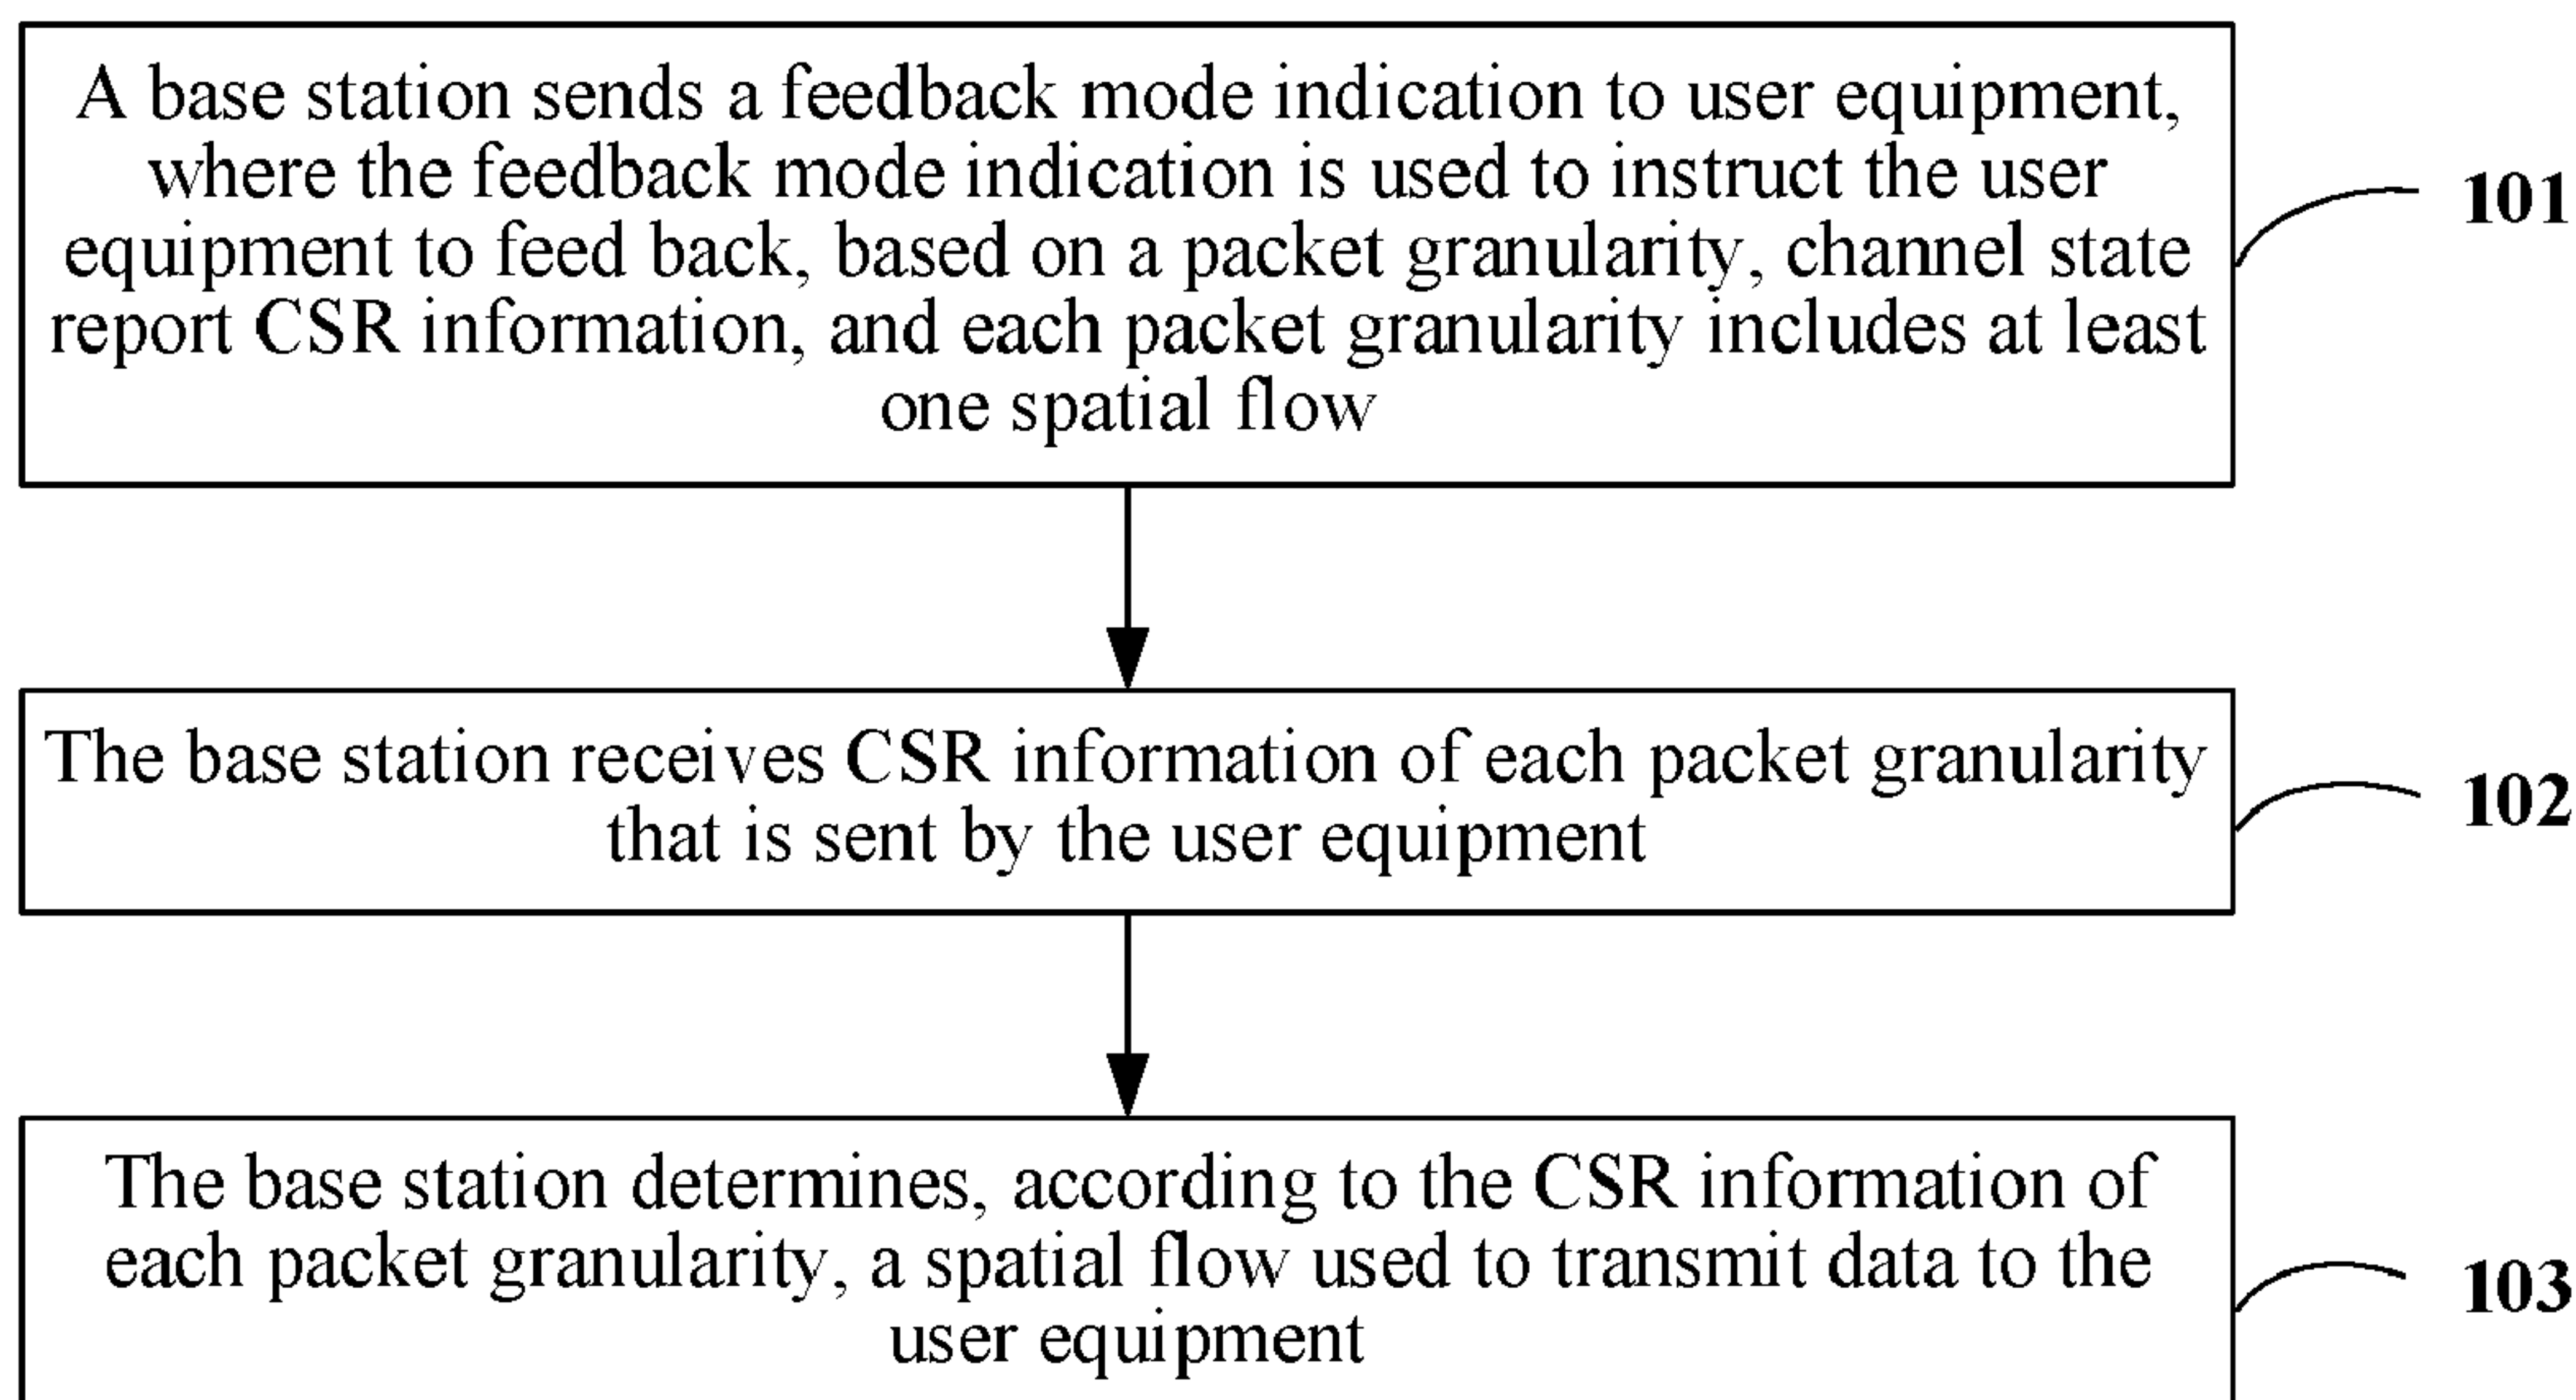 A base station sends a feedback mode indication to user equipment,
where the feedback mode indication is used to instruct the user
equipment to feed back, based on a packet granularity, channel state
report CSR information, and each packet granularity includes at least
one spatial flow
101
The base station receives CSR information of each packet granularity
that is sent by the user equipment
102
The base station determines, according to the CSR information of
each packet granularity, a spatial flow used to transmit data to the
user equipment
103